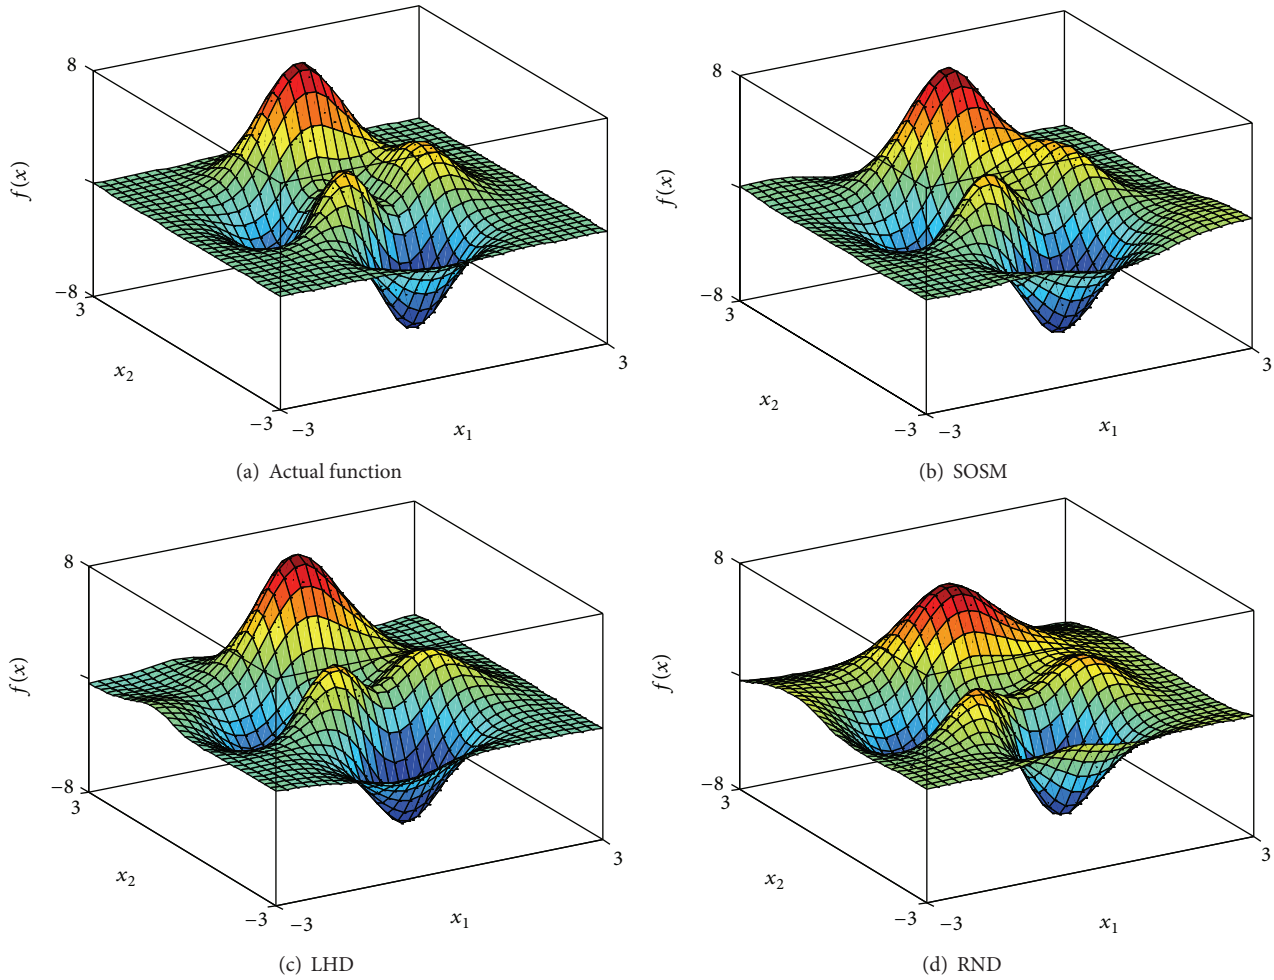 8
f(x)
−8
3
x₂
−3
−3
x₁
3
(a) Actual function
8
f(x)
−8
3
x₂
−3
−3
x₁
3
(b) SOSM
8
f(x)
−8
3
x₂
−3
−3
x₁
3
(c) LHD
8
f(x)
−8
3
x₂
−3
−3
x₁
3
(d) RND